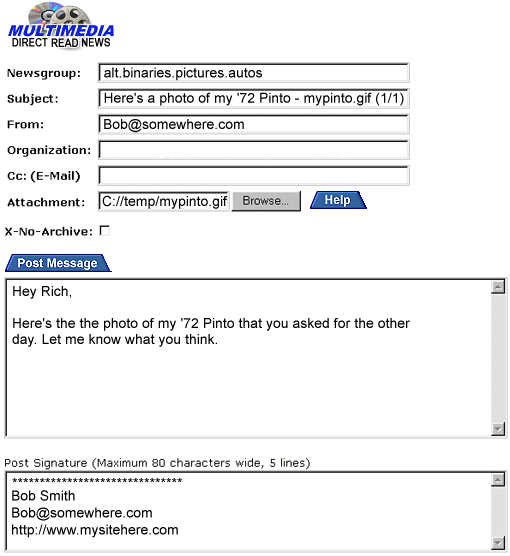 MULTIMEDIA
DIRECT READ NEWS
Newsgroup: alt.binaries.pictures.autos
Subject: Here's a photo of my '72 Pinto - mypinto.gif (1/1)
From: Bob@somewhere.com
Organization:
Cc: (E-Mail)
Attachment: C://temp/mypinto.gif Browse... Help
X-No-Archive:
Post Message
Hey Rich,
Here's the the photo of my '72 Pinto that you asked for the other
day. Let me know what you think.
Post Signature (Maximum 80 characters wide, 5 lines)
********************************
Bob Smith
Bob@somewhere.com
http://www.mysitehere.com